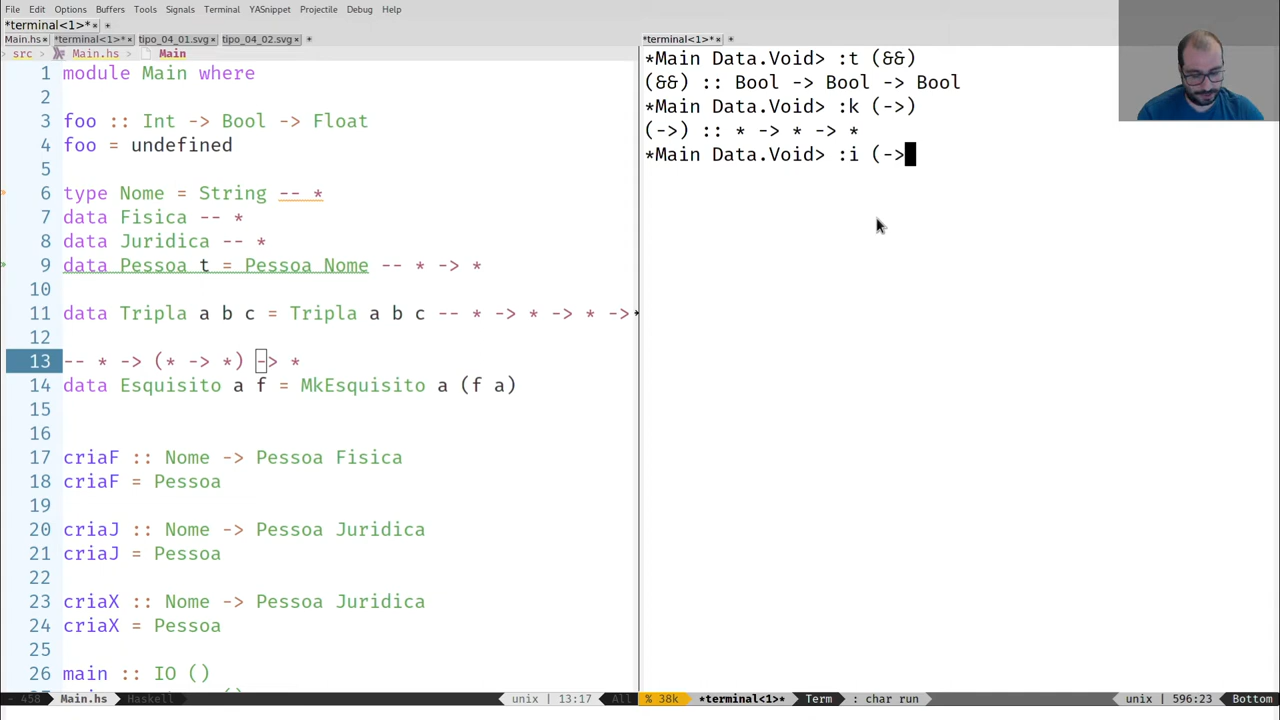 File Edit Options Buffers Tools Signals Terminal YASnippet Projectile Debug Help
*terminal<1>*×
Main.hs× *terminal<1>*× tipo_04_01.svg× tipo_04_02.svg×
src › Main.hs › Main
1 module Main where
2
3 foo :: Int -> Bool -> Float
4 foo = undefined
6 type Nome = String -- *
7 data Fisica -- *
8 data Juridica -- *
9 data Pessoa t = Pessoa Nome -- * -> *
10
11 data Tripla a b c = Tripla a b c -- * -> * -> * ->*
12
13 -- * -> (* -> *) -> *
14 data Esquisito a f = MkEsquisito a (f a)
15
16
17 criaF :: Nome -> Pessoa Fisica
18 criaF = Pessoa
19
20 criaJ :: Nome -> Pessoa Juridica
21 criaJ = Pessoa
22
23 criaX :: Nome -> Pessoa Juridica
24 criaX = Pessoa
25
26 main :: IO ()
- 458 Main.hs Haskell unix | 13:17 All
*terminal<1>*×
*Main Data.Void> :t (&&)
(&&) :: Bool -> Bool -> Bool
*Main Data.Void> :k (->)
(->) :: * -> * -> *
*Main Data.Void> :i (->
% 38k *terminal<1>* Term : char run unix | 596:23 Bottom